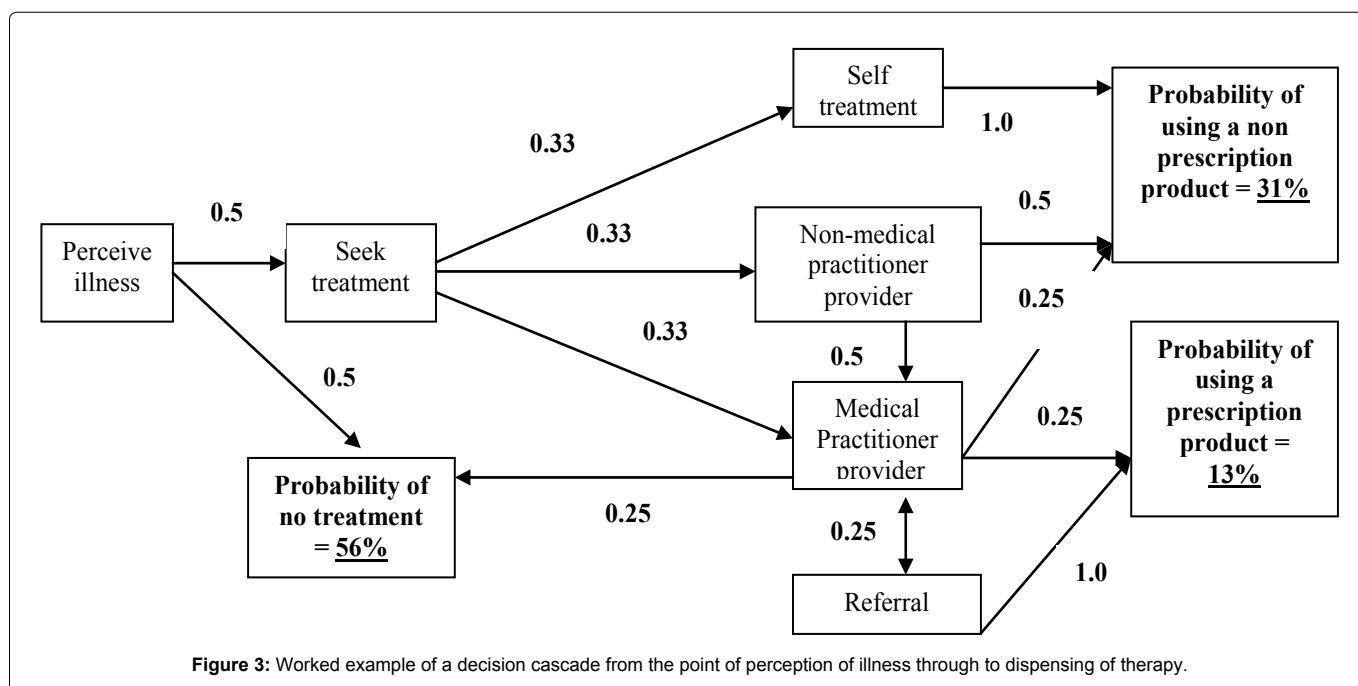 Self
treatment
1.0
Probability of
using a non
prescription
product = 31%
0.33
0.5
Perceive
illness
0.5
Seek
treatment
0.33
Non-medical
practitioner
provider
0.25
0.33
0.5
0.5
Medical
Practitioner
provider
0.25
Probability of
using a
prescription
product =
13%
Probability of
no treatment
= 56%
0.25
0.25
1.0
Referral
Figure 3: Worked example of a decision cascade from the point of perception of illness through to dispensing of therapy.